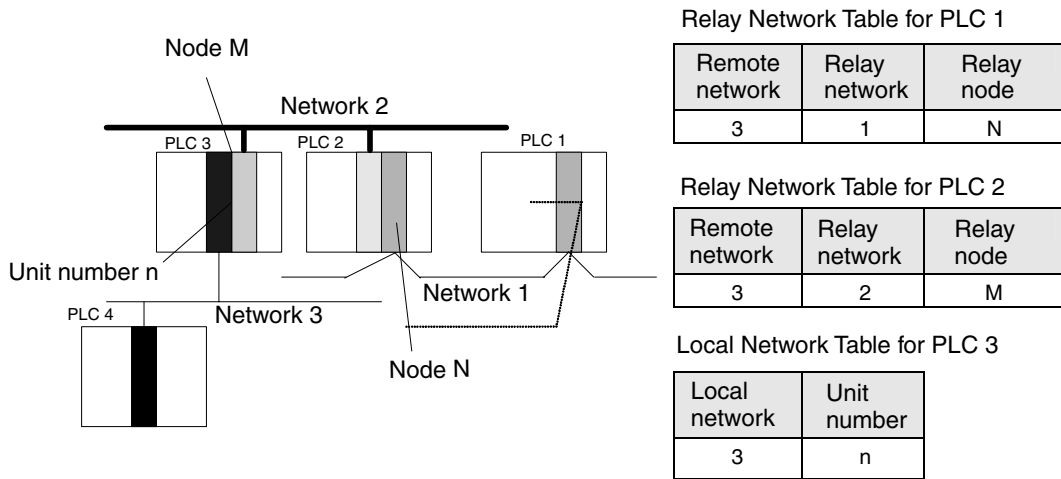 Node M
Network 2
PLC 3
PLC 2
PLC 1
Unit number n
Network 1
Network 3
PLC 4
Node N
Relay Network Table for PLC 1
Remote network
Relay network
Relay node
3
1
N
Relay Network Table for PLC 2
Remote network
Relay network
Relay node
3
2
M
Local Network Table for PLC 3
Local network
Unit number
3
n